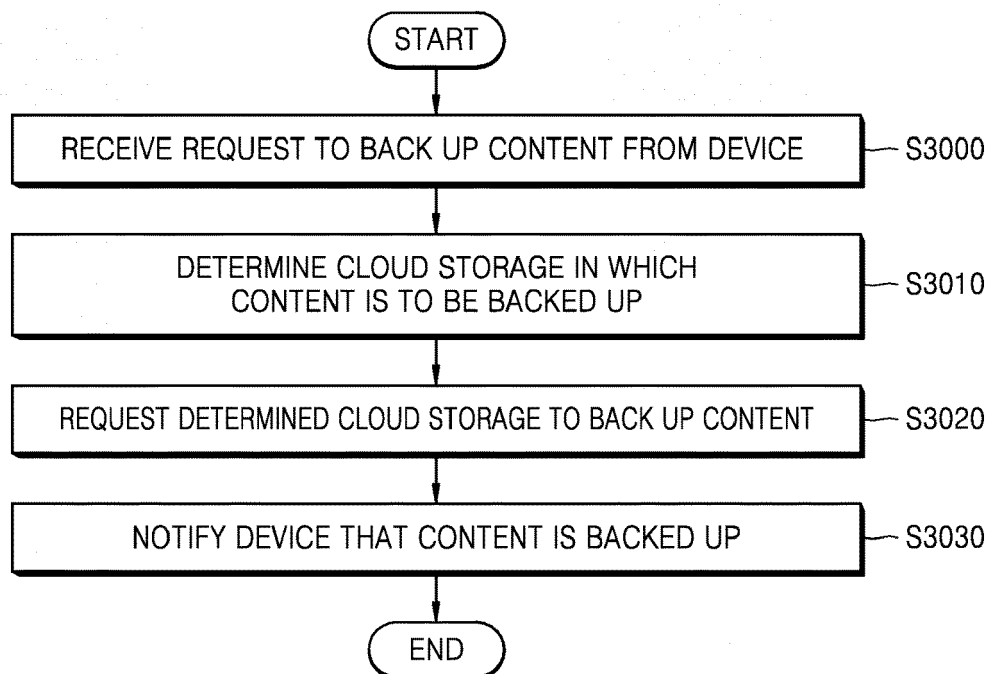 START
RECEIVE REQUEST TO BACK UP CONTENT FROM DEVICE
S3000
DETERMINE CLOUD STORAGE IN WHICH
CONTENT IS TO BE BACKED UP
S3010
REQUEST DETERMINED CLOUD STORAGE TO BACK UP CONTENT
S3020
NOTIFY DEVICE THAT CONTENT IS BACKED UP
S3030
END